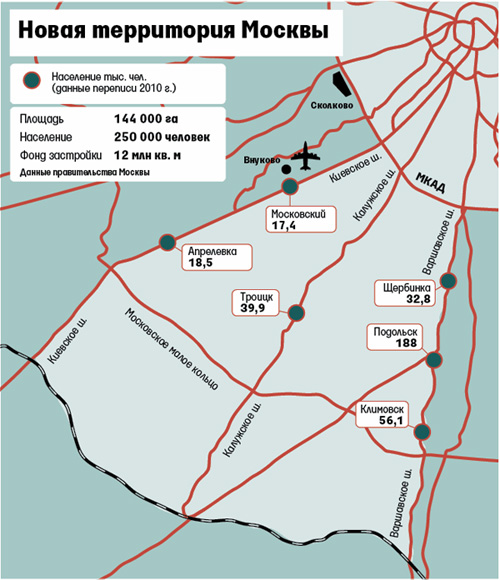 Новая территория Москвы
Население тыс. чел.
(данные переписи 2010 г.)
Площадь 144 000 га
Население 250 000 человек
Фонд застройки 12 млн кв. м
Данные правительства Москвы
Сколково
Внуково
Киевское ш.
Калужское ш.
МКАД
Московский
17,4
Варшавское ш.
Апрелевка
18,5
Щербинка
32,8
Троицк
39,9
Киевское ш.
Московское малое кольцо
Подольск
188
Калужское ш.
Климовск
56,1
Варшавское ш.